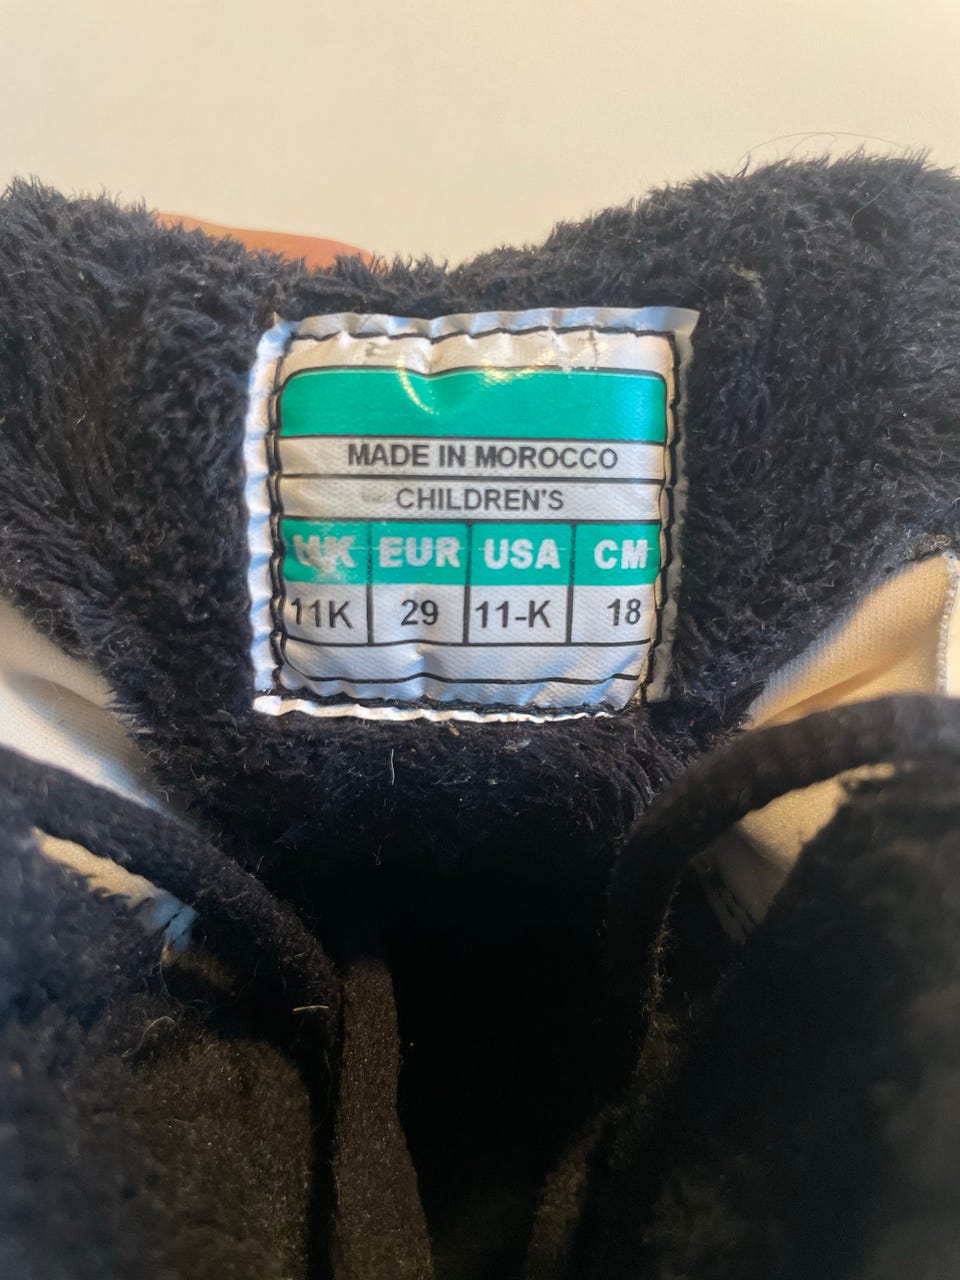 MADE IN MOROCCO
CHILDREN'S
UK EUR USA CM
11K 29 11-K 18